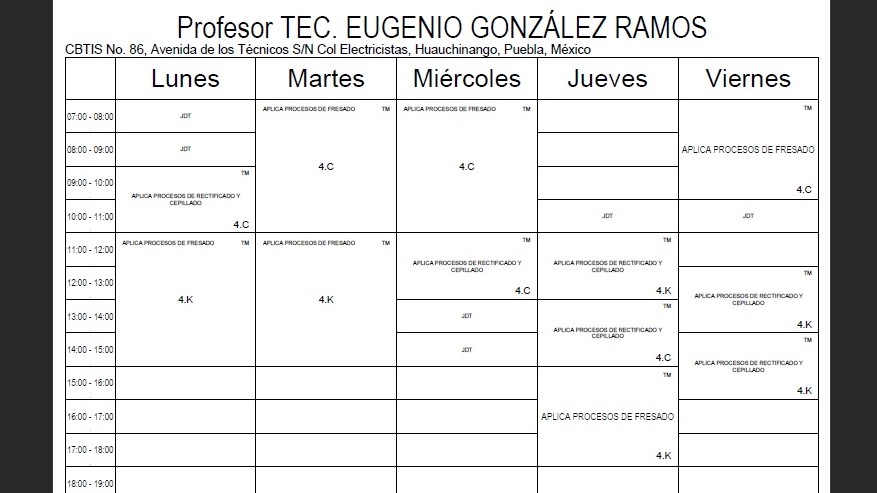 Profesor TEC. EUGENIO GONZÁLEZ RAMOS
CBTIS No. 86, Avenida de los Técnicos S/N Col Electricistas, Huauchinango, Puebla, México
Lunes Martes Miércoles Jueves Viernes
07:00 - 08:00
08:00 - 09:00
09:00 - 10:00
10:00 - 11:00
11:00 - 12:00
12:00 - 13:00
13:00 - 14:00
14:00 - 15:00
15:00 - 16:00
16:00 - 17:00
17:00 - 18:00
18:00 - 19:00
JDT
JDT
TM
APLICA PROCESOS DE RECTIFICADO Y
CEPILLADO
4.C
APLICA PROCESOS DE FRESADO TM
4.K
APLICA PROCESOS DE FRESADO TM
4.C
APLICA PROCESOS DE FRESADO TM
4.K
APLICA PROCESOS DE FRESADO TM
4.C
TM
APLICA PROCESOS DE RECTIFICADO Y
CEPILLADO
4.C
JDT
JDT
JDT
TM
APLICA PROCESOS DE RECTIFICADO Y
CEPILLADO
4.K
TM
APLICA PROCESOS DE RECTIFICADO Y
CEPILLADO
4.C
TM
APLICA PROCESOS DE FRESADO
4.K
TM
APLICA PROCESOS DE FRESADO
4.C
JDT
TM
APLICA PROCESOS DE RECTIFICADO Y
CEPILLADO
4.K
TM
APLICA PROCESOS DE RECTIFICADO Y
CEPILLADO
4.K